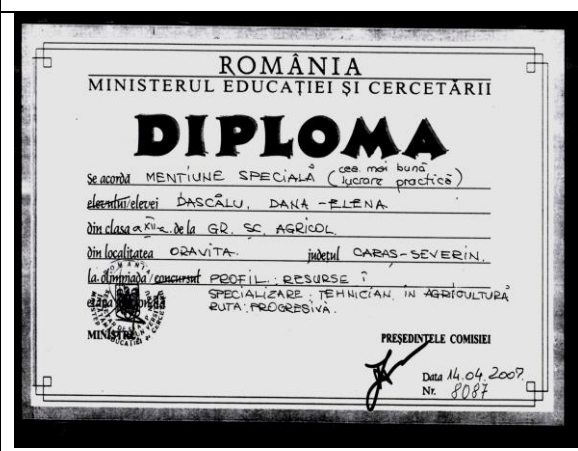 ROMÂNIA
MINISTERUL EDUCAȚIEI ȘI CERCETĂRII
DIPLOMA
se acordă MENTIUNE SPECIALĂ (cea mai bună lucrare practică)
elevului/elevei DASCĂLU, DANA-ELENA
din clasa a XII-a de la GR. SC. AGRICOL
din localitatea ORAVITA județul CARAS-SEVERIN.
la olimpiada/concursul PROFIL: RESURSE
SPECIALIZARE: TEHNICIAN IN AGRICULTURĂ
RUTA PROGRESIVĂ.
MINISTRU PREȘEDINTELE COMISIEI
Data 14.04.2007.
Nr. 8087